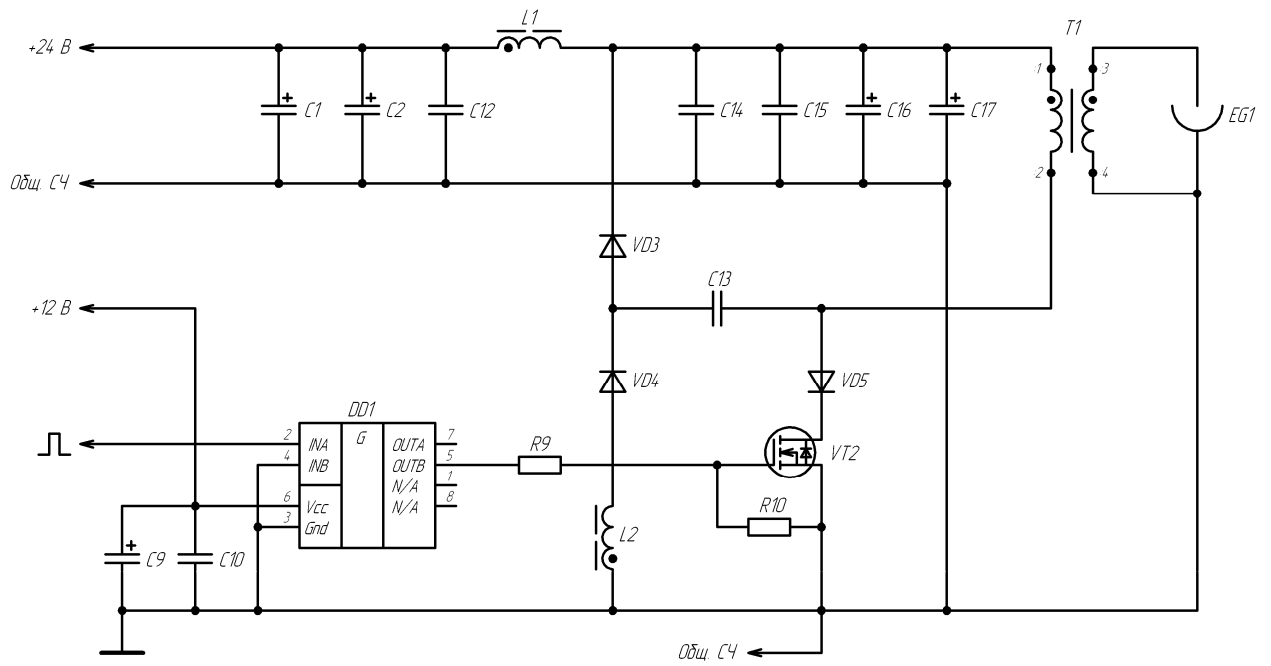 L1
T1
+24 В
1
3
C1
C2
C12
C14
C15
C16
C17
EG1
Общ. СЧ
2
4
VD3
C13
+12 В
VD4
VD5
DD1
G
2
INA
OUTA
7
R9
4
INB
OUTB
5
VT2
N/A
1
6
Vcc
N/A
8
R10
3
Gnd
L2
C9
C10
Общ. СЧ